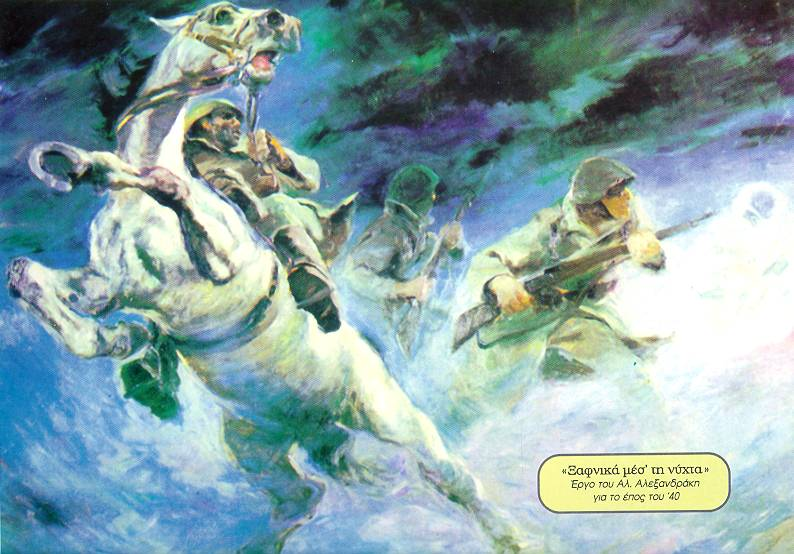 «Ξαφνικά μέσ' τη νύχτα»
Έργο του Αλ. Αλεξανδράκη
για το έπος του '40